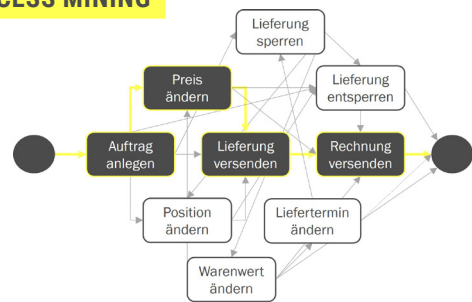 CESS MINING
Lieferung
sperren
Preis
ändern
Lieferung
entsperren
Auftrag
anlegen
Lieferung
versenden
Rechnung
versenden
Position
ändern
Liefertermin
ändern
Warenwert
ändern